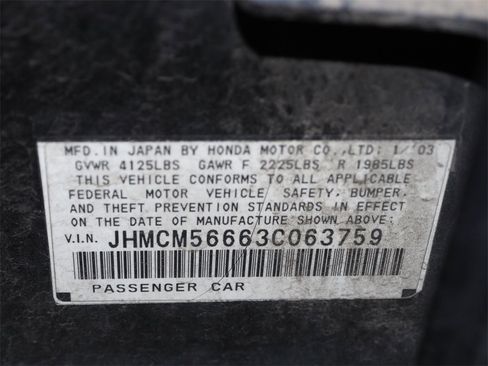 MFD.IN JAPAN BY HONDA MOTOR CO.,LTD: 1/'03
GVWR 4125LBS GAWR F 2225LBS R 1985LBS
THIS VEHICLE CONFORMS TO ALL APPLICABLE
FEDERAL MOTOR VEHICLE SAFETY, BUMPER,
AND THEFT PREVENTION STANDARDS IN EFFECT
ON THE DATE OF MANUFACTURE SHOWN ABOVE:
V.I.N. JHMCM56663C063759
PASSENGER CAR